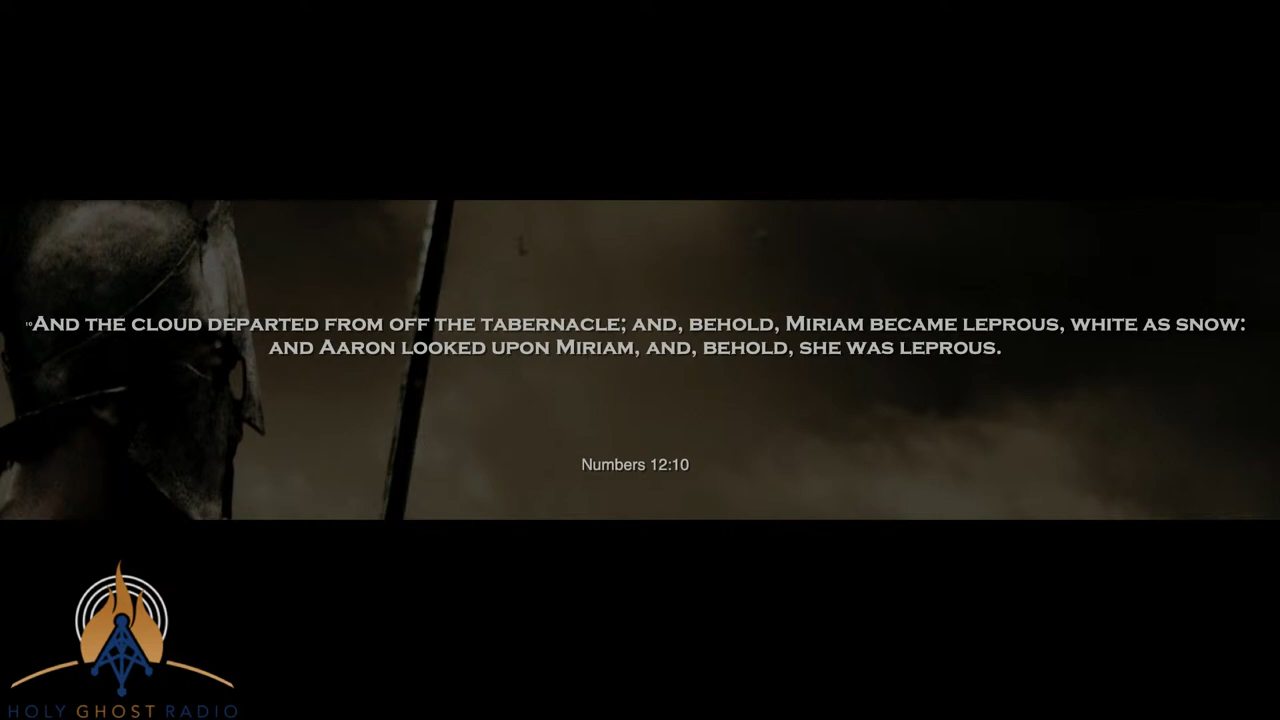 10And the cloud departed from off the tabernacle; and, behold, Miriam became leprous, white as snow:
and Aaron looked upon Miriam, and, behold, she was leprous.
Numbers 12:10
HOLY GHOST RADIO